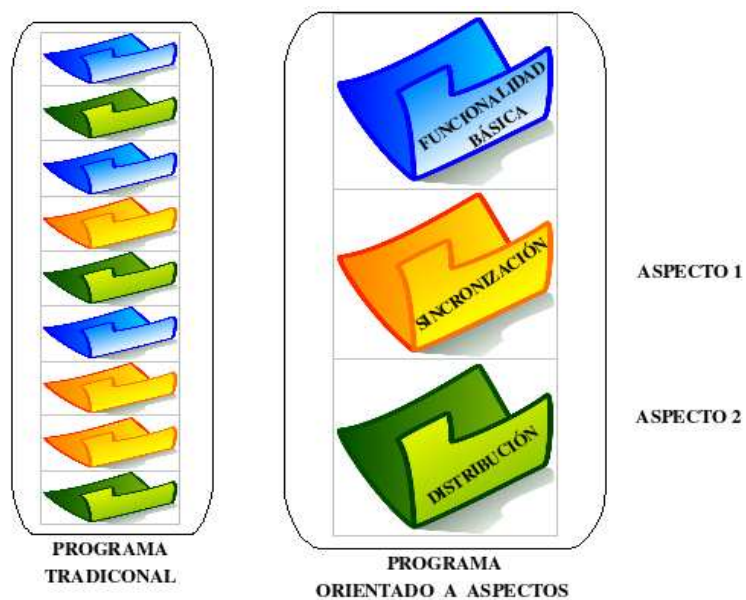 FUNCIONALIDAD
BÁSICA
SINCRONIZACIÓN
ASPECTO 1
DISTRIBUCIÓN
ASPECTO 2
PROGRAMA
TRADICONAL
PROGRAMA
ORIENTADO A ASPECTOS